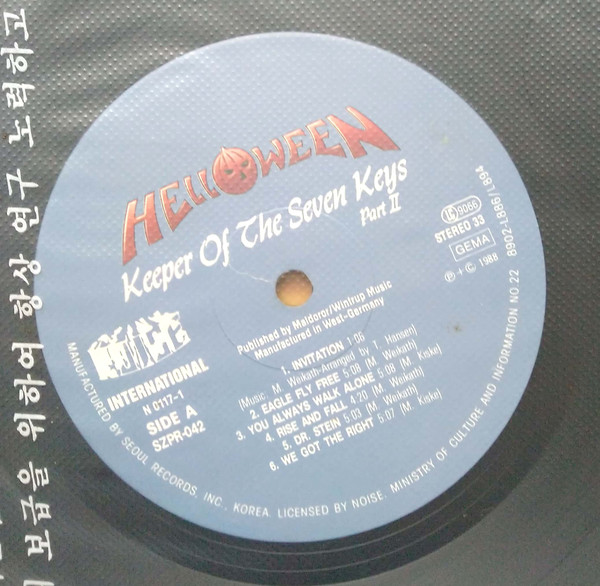 HELLOWEEN
Keeper Of The Seven Keys
Part II
LC 9066
STEREO 33
GEMA
℗ + © 1988
8902-L886/L894
NOISE
INTERNATIONAL
N 0117-1
SIDE A
SZPR-042
Published by Maldoror/Wintrup Music
Manufactured in West-Germany
1. INVITATION 1:06
(Music: M. Weikath-Arranged by T. Hansen)
2. EAGLE FLY FREE 5:08 (M. Weikath)
3. YOU ALWAYS WALK ALONE 5:08 (M. Kiske)
4. RISE AND FALL 4:20 (M. Weikath)
5. DR. STEIN 5:03 (M. Weikath)
6. WE GOT THE RIGHT 5:07 (M. Kiske)
MANUFACTURED BY SEOUL RECORDS, INC., KOREA. LICENSED BY NOISE. MINISTRY OF CULTURE AND INFORMATION NO.22
연구 노력하고
보급을 위하여 항상